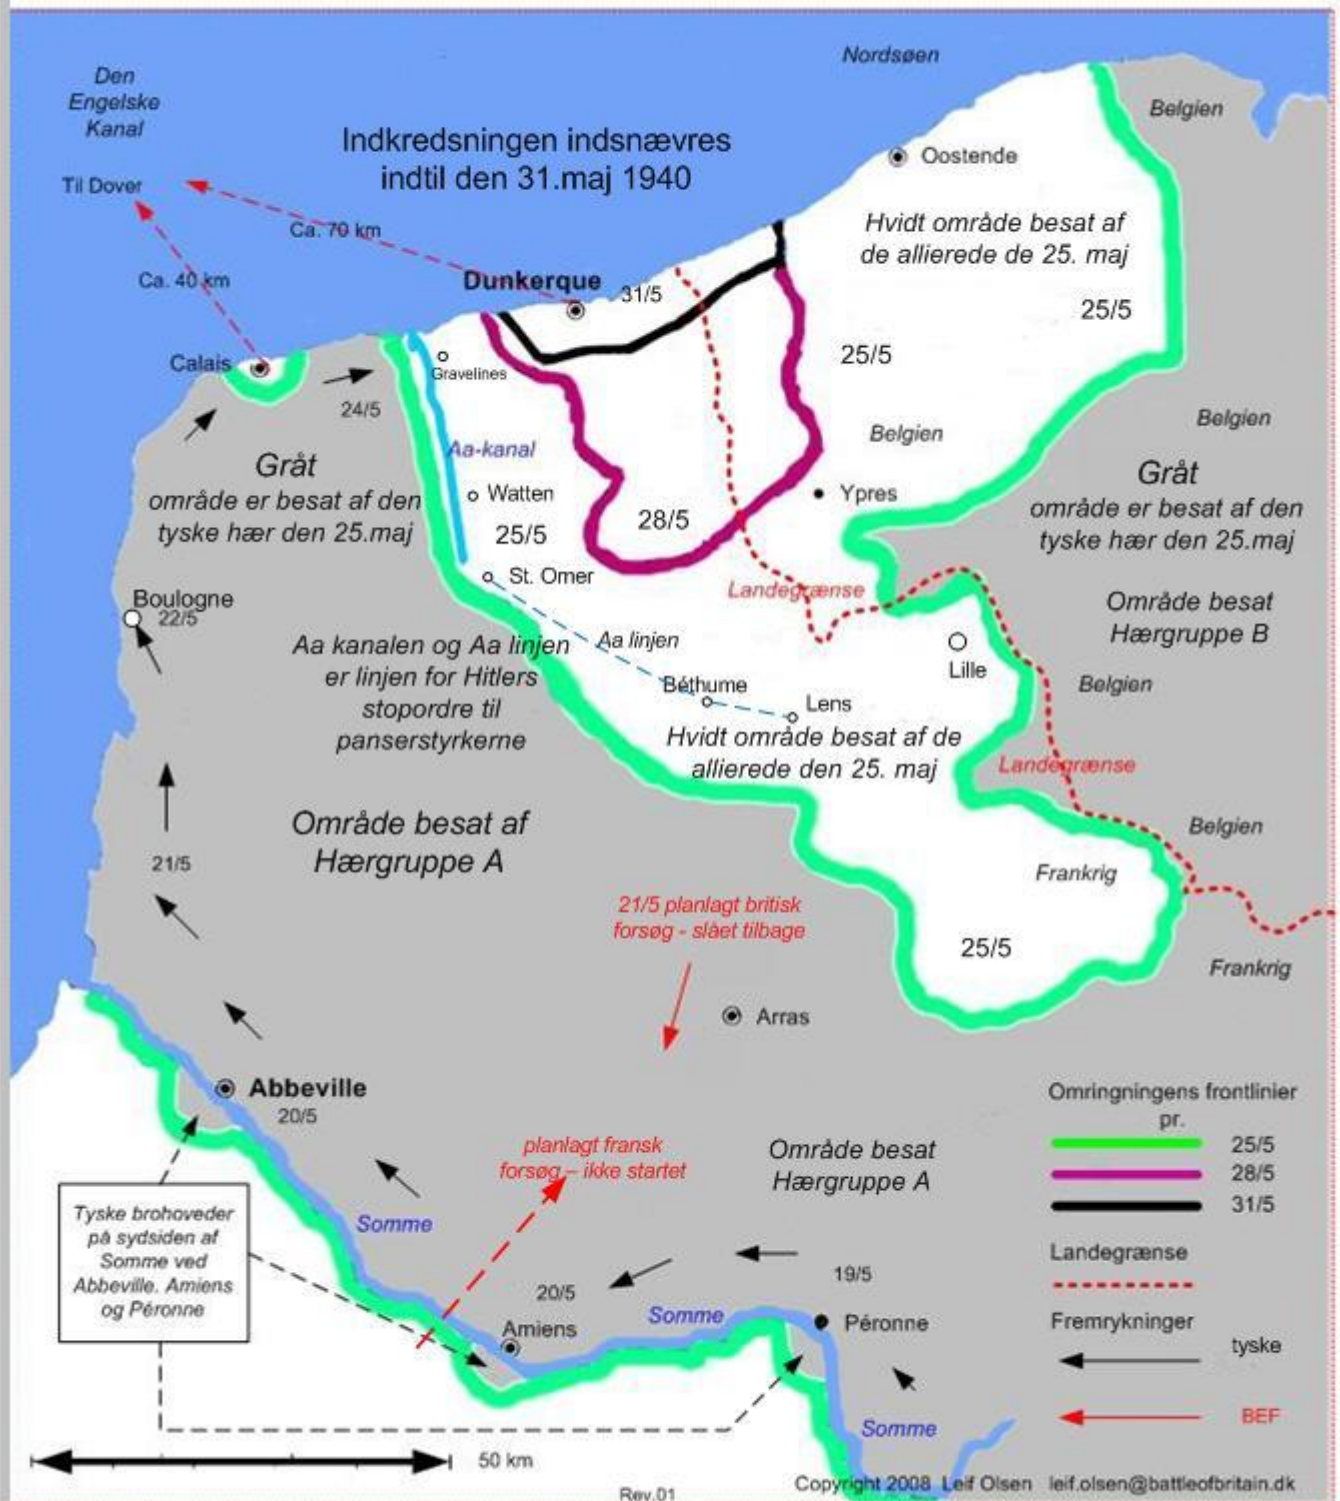 Nordsøen
Den
Engelske
Kanal
Belgien
Indkredsningen indsnævres
indtil den 31.maj 1940
Oostende
Til Dover
Ca. 70 km
Hvidt område besat af
de allierede de 25. maj
Ca. 40 km
Dunkerque
31/5
25/5
25/5
Calais
Gravelines
24/5
Belgien
Belgien
Aa-kanal
Gråt
område er besat af den
tyske hær den 25.maj
Gråt
område er besat af den
tyske hær den 25.maj
Watten
Ypres
28/5
25/5
St. Omer
Landegrænse
Boulogne
22/5
Område besat
Hærgruppe B
Aa kanalen og Aa linjen
er linjen for Hitlers
stopordre til
panserstyrkerne
Aa linjen
Lille
Béthume
Belgien
Lens
Hvidt område besat af de
allierede den 25. maj
Landegrænse
Område besat af
Hærgruppe A
Belgien
21/5
Frankrig
21/5 planlagt britisk
forsøg - slået tilbage
25/5
Frankrig
Arras
Abbeville
20/5
Omringningens frontlinier
pr.
25/5
28/5
31/5
planlagt fransk
forsøg – ikke startet
Område besat
Hærgruppe A
Tyske brohoveder
på sydsiden af
Somme ved
Abbeville. Amiens
og Péronne
Somme
Landegrænse
19/5
20/5
Somme
Fremrykninger
Amiens
Péronne
tyske
BEF
Somme
50 km
Rev.01
Copyright 2008 Leif Olsen leif.olsen@battleofbritain.dk